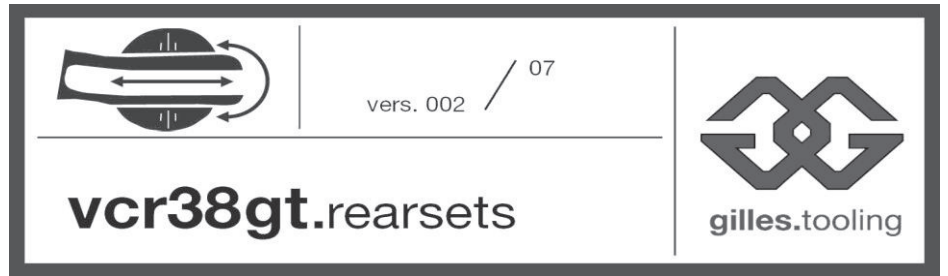 vers. 002 / 07
vcr38gt.rearsets
gilles.tooling